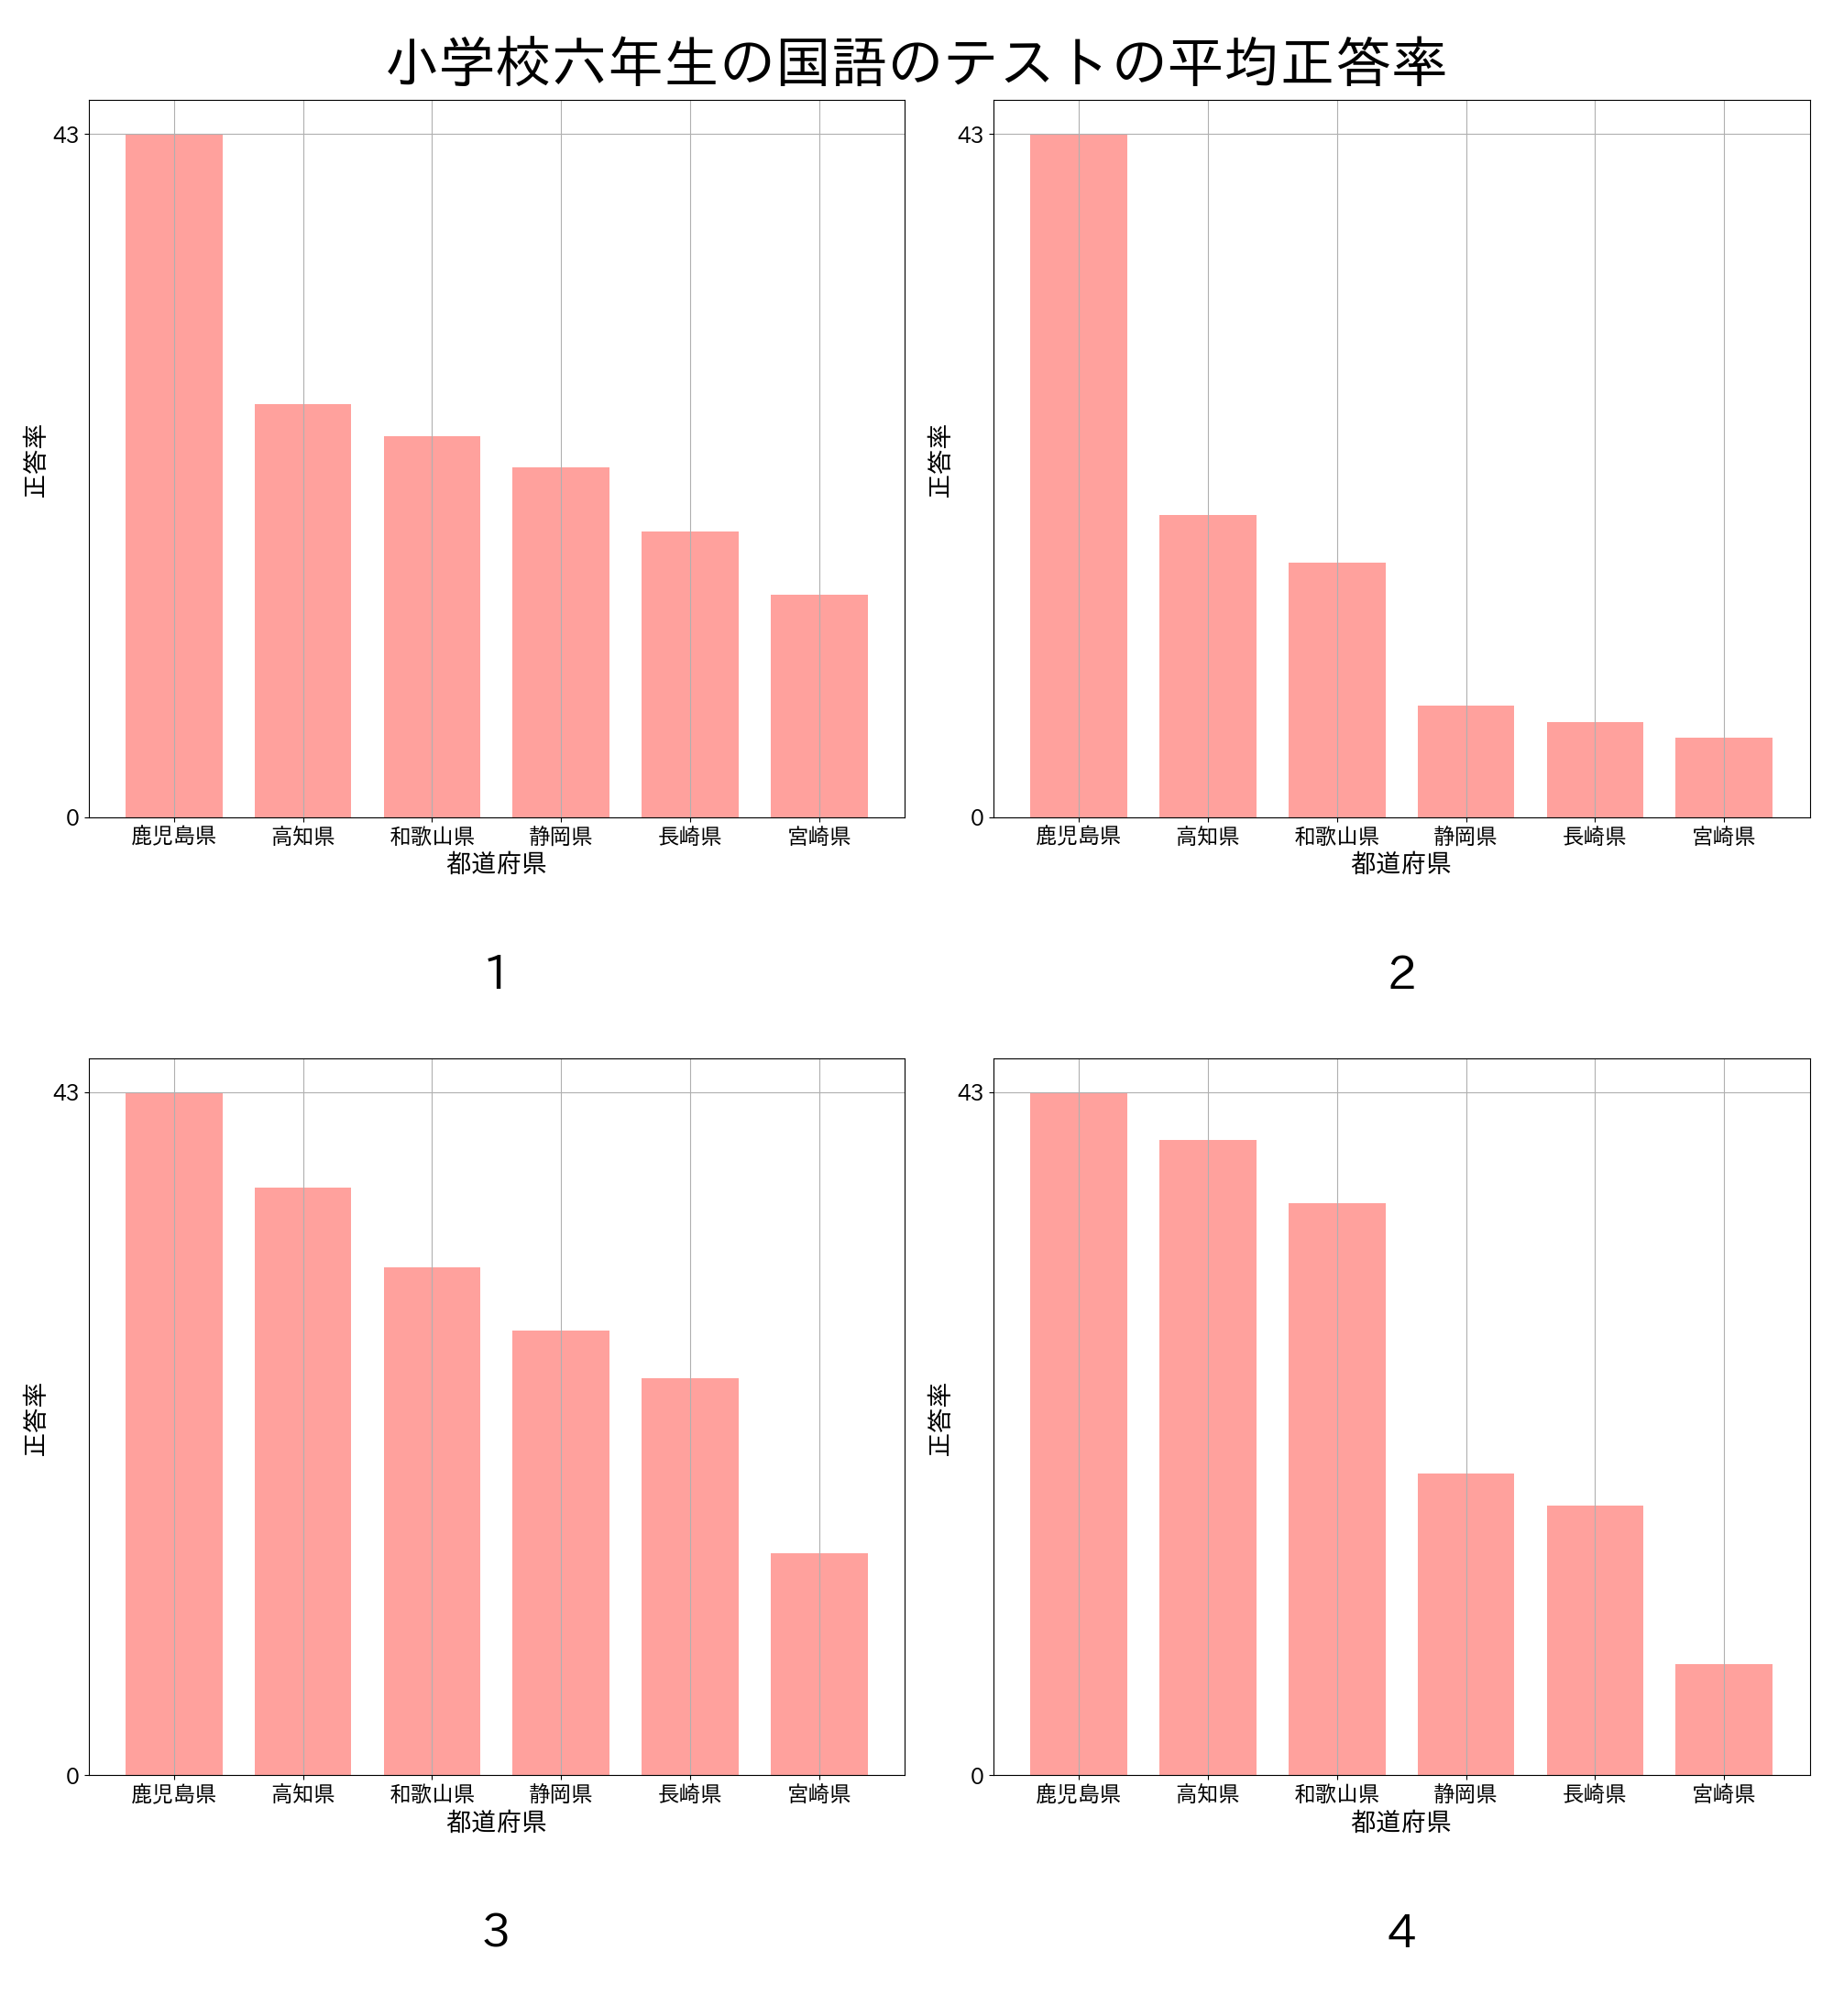 小学校六年生の国語のテストの平均正答率
43
0
正答率
鹿児島県 高知県 和歌山県 静岡県 長崎県 宮崎県
都道府県
1
43
0
正答率
鹿児島県 高知県 和歌山県 静岡県 長崎県 宮崎県
都道府県
2
43
0
正答率
鹿児島県 高知県 和歌山県 静岡県 長崎県 宮崎県
都道府県
3
43
0
正答率
鹿児島県 高知県 和歌山県 静岡県 長崎県 宮崎県
都道府県
4